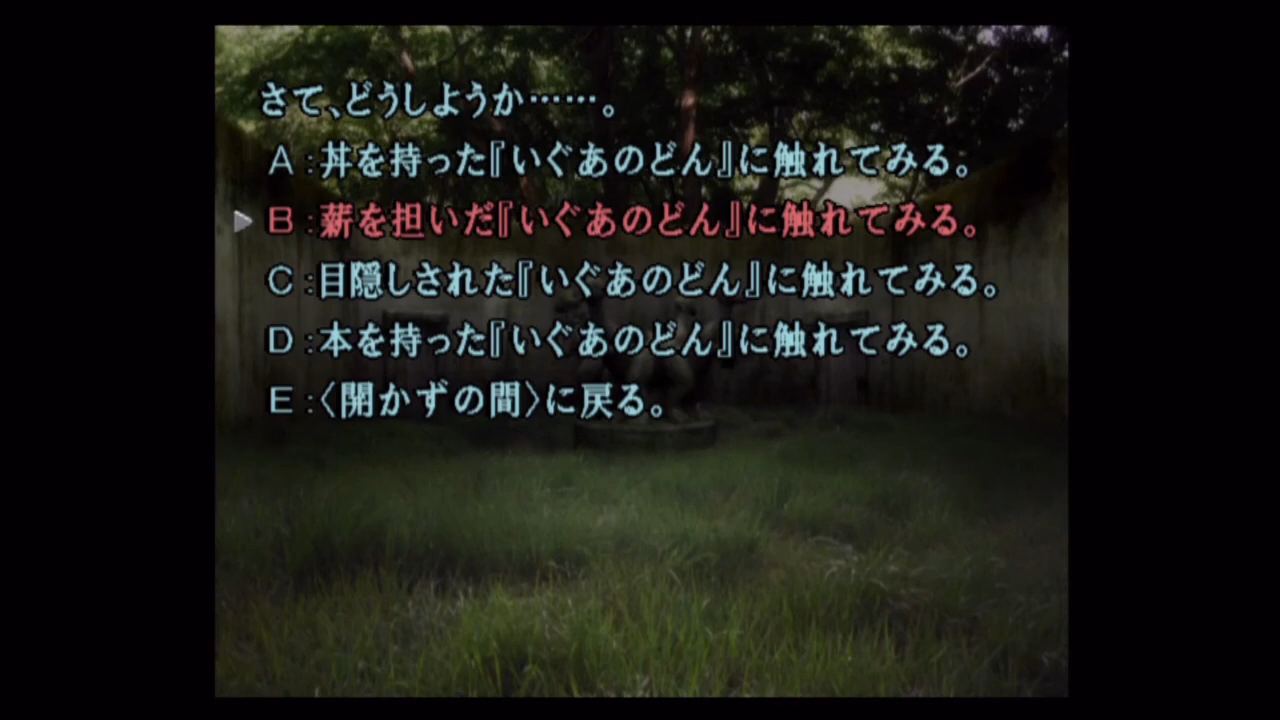 さて、どうしようか……。
A:丼を持った『いぐあのどん』に触れてみる。
B:薪を担いだ『いぐあのどん』に触れてみる。
C:目隠しされた『いぐあのどん』に触れてみる。
D:本を持った『いぐあのどん』に触れてみる。
E:〈開かずの間〉に戻る。